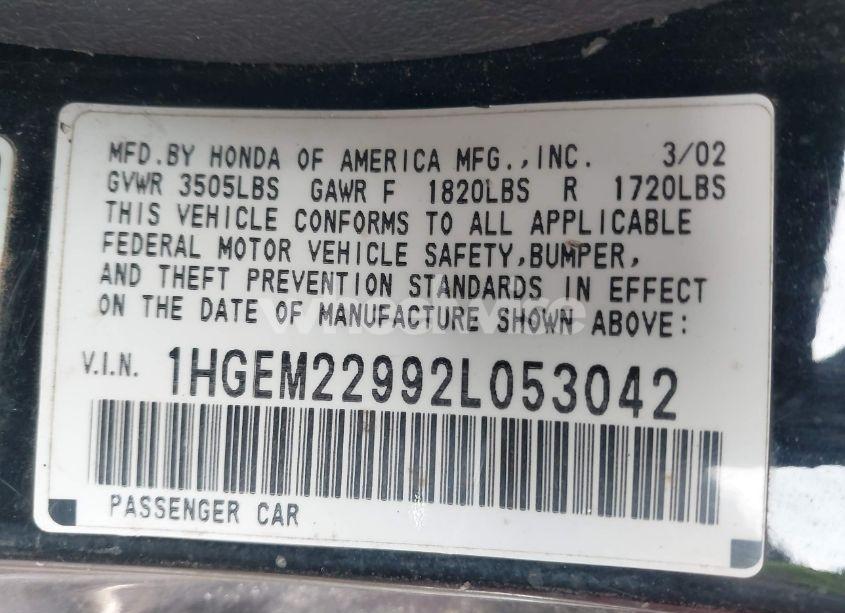 MFD.BY HONDA OF AMERICA MFG.,INC. 3/02
GVWR 3505LBS GAWR F 1820LBS R 1720LBS
THIS VEHICLE CONFORMS TO ALL APPLICABLE
FEDERAL MOTOR VEHICLE SAFETY,BUMPER,
AND THEFT PREVENTION STANDARDS IN EFFECT
ON THE DATE OF MANUFACTURE SHOWN ABOVE:
V.I.N. 1HGEM22992L053042
PASSENGER CAR